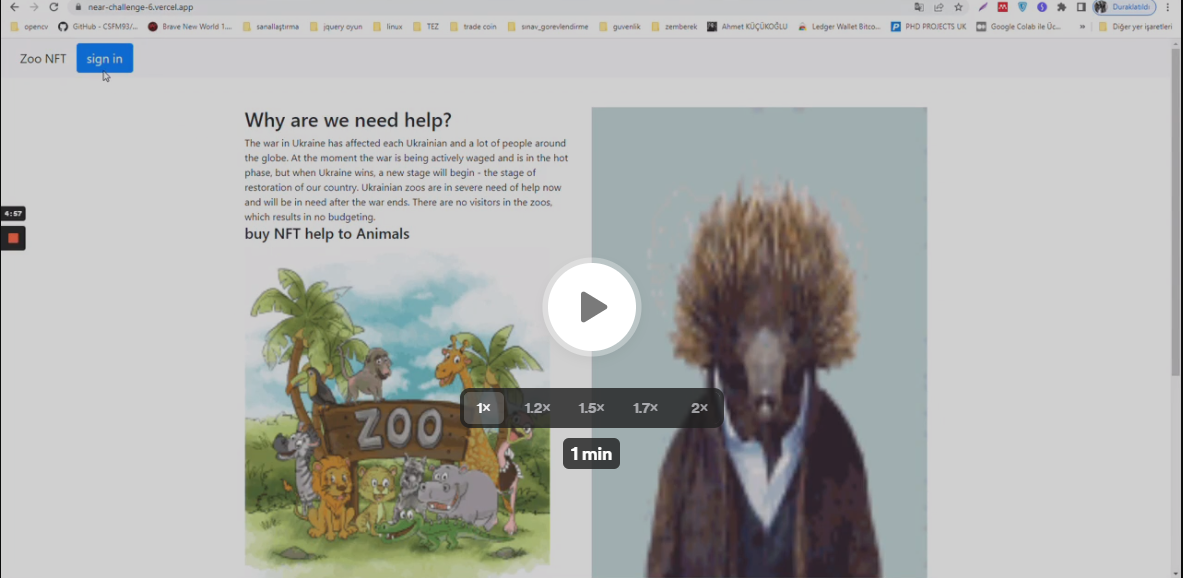 near-challenge-6.vercel.app
Duraklatıldı
opencv
GitHub - CSFM93/...
Brave New World 1....
sanallaştırma
jquery oyun
linux
TEZ
trade coin
sınav_gorevlendirme
guvenlik
zemberek
Ahmet KÜÇÜKOĞLU
Ledger Wallet Bitco...
PHD PROJECTS UK
Google Colab ile Üc...
»
Diğer yer işaretleri
Zoo NFT
sign in
Why are we need help?
The war in Ukraine has affected each Ukrainian and a lot of people around
the globe. At the moment the war is being actively waged and is in the hot
phase, but when Ukraine wins, a new stage will begin - the stage of
restoration of our country. Ukrainian zoos are in severe need of help now
and will be in need after the war ends. There are no visitors in the zoos,
which results in no budgeting.
buy NFT help to Animals
4:57
ZOO
1× 1.2× 1.5× 1.7× 2×
1 min